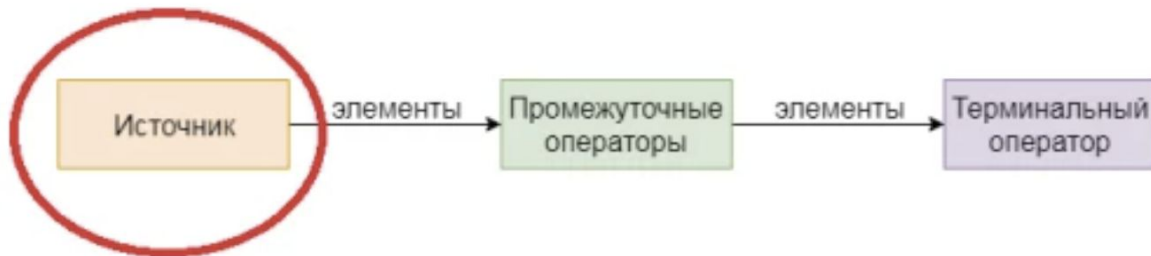 Источник
элементы
Промежуточные
операторы
элементы
Терминальный
оператор